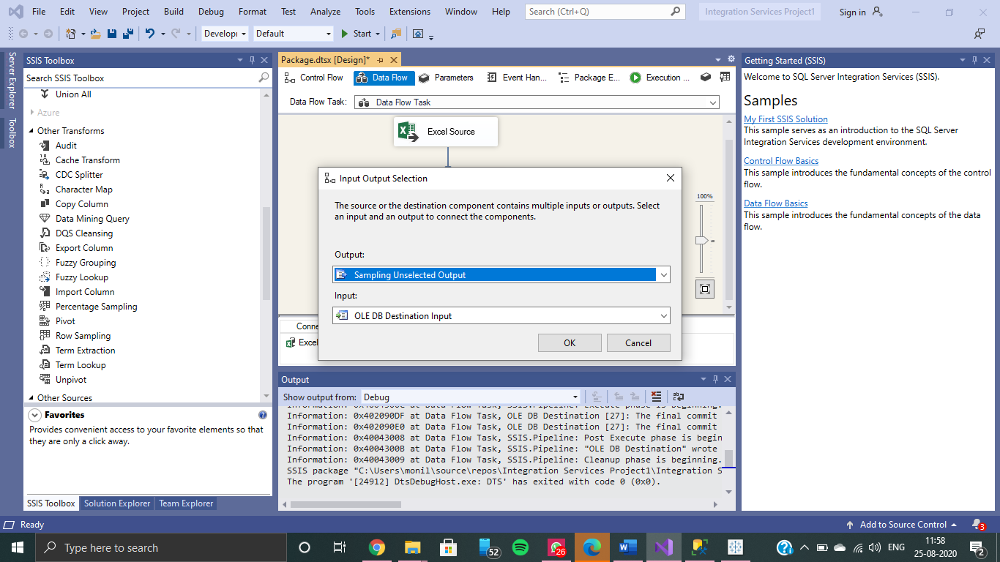 File Edit View Project Build Debug Format Test Analyze Tools Extensions Window Help Search (Ctrl+Q) Integration Services Project1 Sign in
Developı Default Start
Server Explorer
Toolbox
SSIS Toolbox
Search SSIS Toolbox
Union All
Azure
Other Transforms
Audit
Cache Transform
CDC Splitter
Character Map
Copy Column
Data Mining Query
DQS Cleansing
Export Column
Fuzzy Grouping
Fuzzy Lookup
Import Column
Percentage Sampling
Pivot
Row Sampling
Term Extraction
Term Lookup
Unpivot
Other Sources
Favorites
Provides convenient access to your favorite elements so that
they are only a click away.
SSIS Toolbox Solution Explorer Team Explorer
Package.dtsx [Design]*
Control Flow Data Flow Parameters Event Han... Package E... Execution ...
Data Flow Task: Data Flow Task
Excel Source
100%
Input Output Selection
The source or the destination component contains multiple inputs or outputs. Select
an input and an output to connect the components.
Output:
Sampling Unselected Output
Input:
OLE DB Destination Input
OK Cancel
Conne
Excel
Output
Show output from: Debug
Information: 0x402090DF at Data Flow Task, OLE DB Destination [27]: The final commit
Information: 0x402090E0 at Data Flow Task, OLE DB Destination [27]: The final commit
Information: 0x40043008 at Data Flow Task, SSIS.Pipeline: Post Execute phase is begin
Information: 0x4004300B at Data Flow Task, SSIS.Pipeline: "OLE DB Destination" wrote
Information: 0x40043009 at Data Flow Task, SSIS.Pipeline: Cleanup phase is beginning.
SSIS package "C:\Users\monil\source\repos\Integration Services Project1\Integration S
The program '[24912] DtsDebugHost.exe: DTS' has exited with code 0 (0x0).
Getting Started (SSIS)
Welcome to SQL Server Integration Services (SSIS).
Samples
My First SSIS Solution
This sample serves as an introduction to the SQL Server
Integration Services development environment.
Control Flow Basics
This sample introduces the fundamental concepts of the control
flow.
Data Flow Basics
This sample introduces the fundamental concepts of the data
flow.
Ready Add to Source Control 3
Type here to search 52 26 ENG 11:58
25-08-2020 2